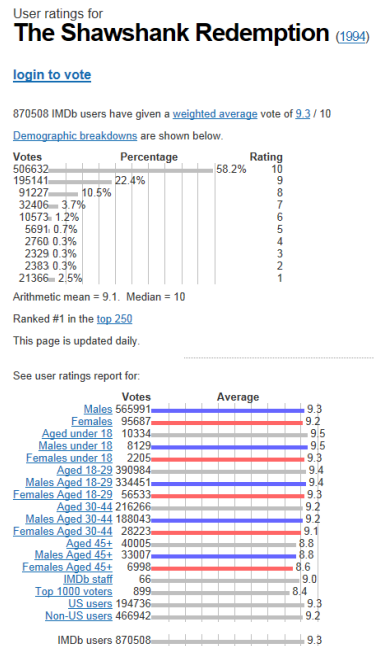 User ratings for
The Shawshank Redemption (1994)
login to vote
870508 IMDb users have given a weighted average vote of 9.3 / 10
Demographic breakdowns are shown below.
Votes Percentage Rating
506632 58.2% 10
195141 22.4% 9
91227 10.5% 8
32406 3.7% 7
10573 1.2% 6
5691 0.7% 5
2760 0.3% 4
2329 0.3% 3
2383 0.3% 2
21366 2.5% 1
Arithmetic mean = 9.1. Median = 10
Ranked #1 in the top 250
This page is updated daily.
See user ratings report for:
Votes Average
Males 565991 9.3
Females 95687 9.2
Aged under 18 10334 9.5
Males under 18 8129 9.5
Females under 18 2205 9.3
Aged 18-29 390984 9.4
Males Aged 18-29 334451 9.4
Females Aged 18-29 56533 9.3
Aged 30-44 216266 9.2
Males Aged 30-44 188043 9.2
Females Aged 30-44 28223 9.1
Aged 45+ 40005 8.8
Males Aged 45+ 33007 8.8
Females Aged 45+ 6998 8.6
IMDb staff 66 9.0
Top 1000 voters 899 8.4
US users 194736 9.3
Non-US users 466942 9.2
IMDb users 870508 9.3